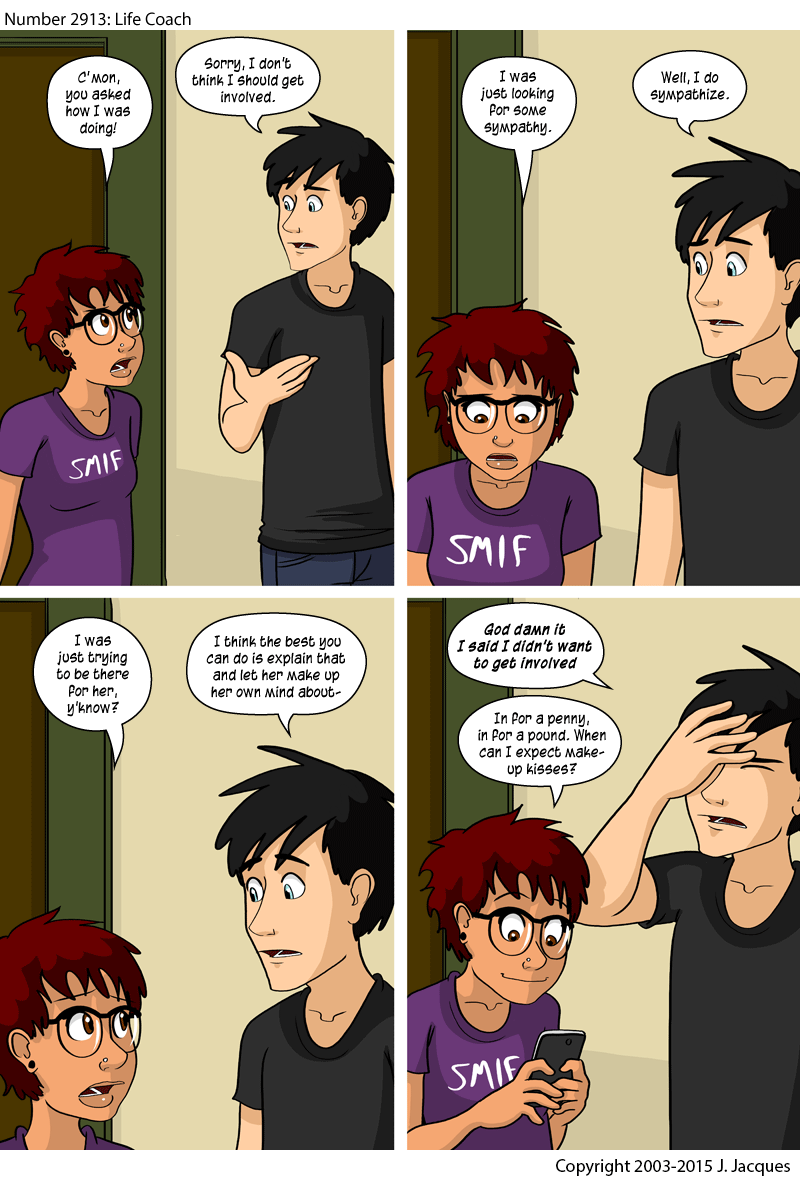 Number 2913: Life Coach
C'mon,
you asked
how I was
doing!
Sorry, I don't
think I should get
involved.
SMIF
I was
just looking
for some
sympathy.
Well, I do
sympathize.
SMIF
I was
just trying
to be there
for her,
y'know?
I think the best you
can do is explain that
and let her make up
her own mind about-
God damn it
I said I didn't want
to get involved
In for a penny,
in for a pound. When
can I expect make-
up kisses?
SMIF
Copyright 2003-2015 J. Jacques